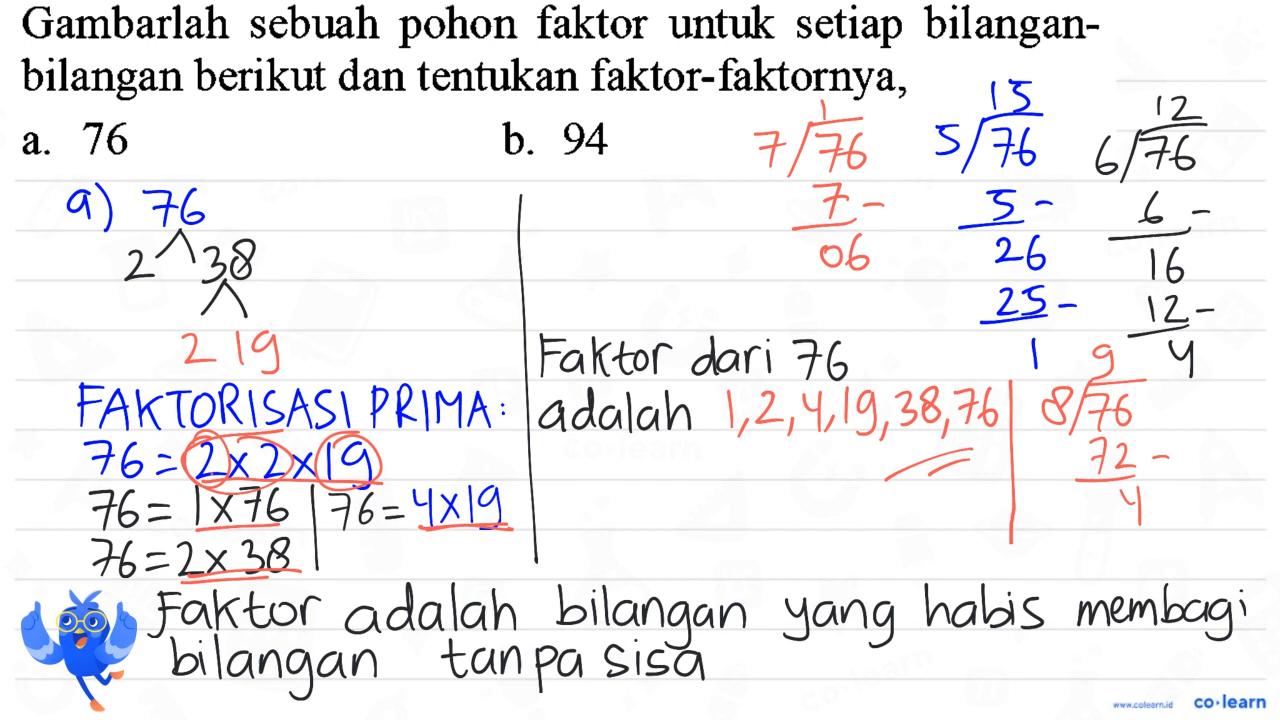 Gambarlah sebuah pohon faktor untuk setiap bilangan-
bilangan berikut dan tentukan faktor-faktornya,
a. 76 b. 94
a) 76
2 38
2 19
FAKTORISASI PRIMA:
76 = 2 x 2 x 19
76 = 1 x 76 | 76 = 4 x 19
76 = 2 x 38
1
7/76
7 -
06
15
5/76
5 -
26
25 -
1
12
6/76
6 -
16
12 -
4
Faktor dari 76
adalah 1, 2, 4, 19, 38, 76
9
8/76
72 -
4
Faktor adalah bilangan yang habis membagi
bilangan tanpa sisa
www.colearn.id co·learn